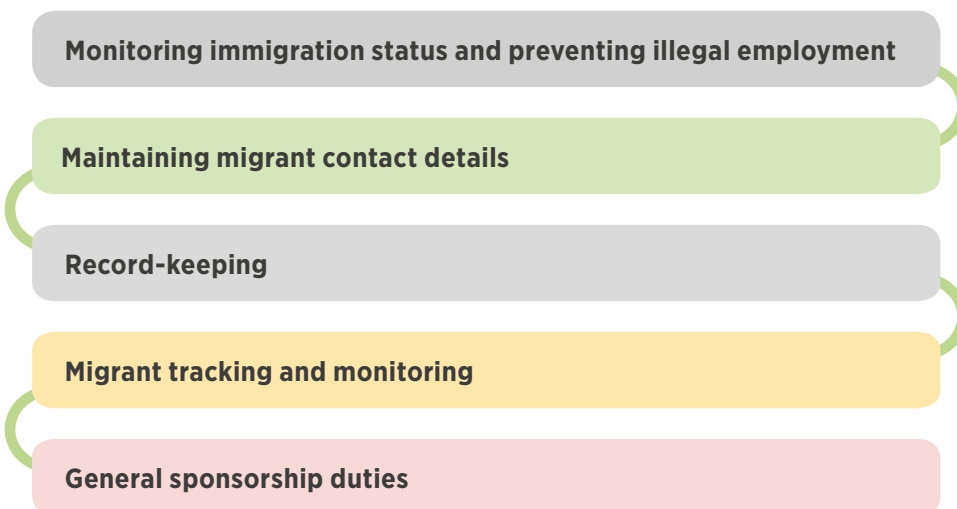 Monitoring immigration status and preventing illegal employment
Maintaining migrant contact details
Record-keeping
Migrant tracking and monitoring
General sponsorship duties